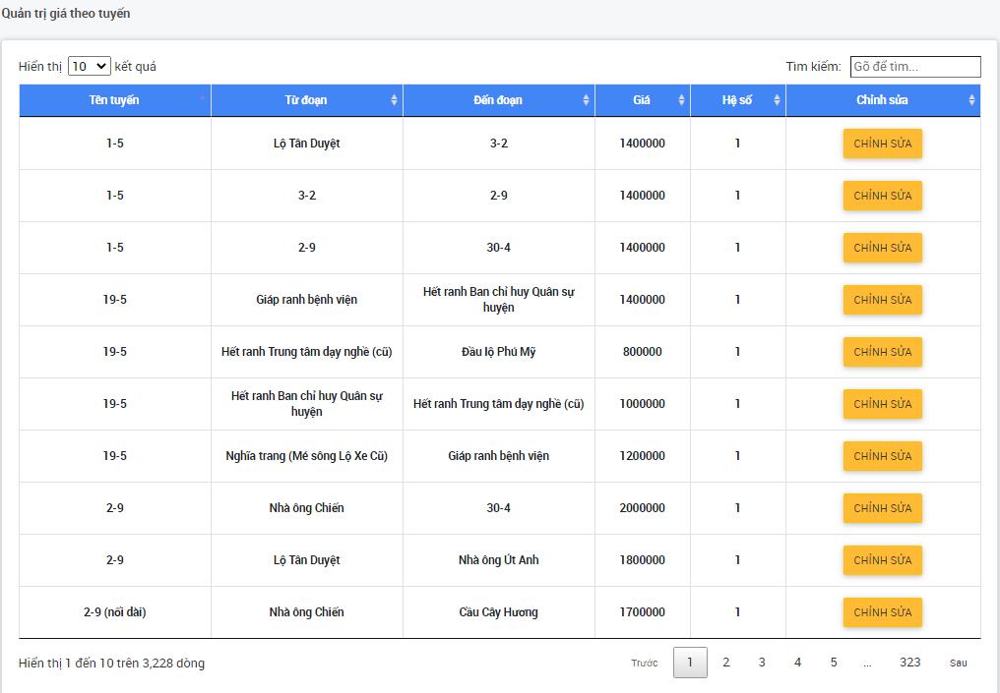 Quản trị giá theo tuyến
Hiển thị 10 kết quả Tìm kiếm: Gõ để tìm...
Tên tuyến Từ đoạn Đến đoạn Giá Hệ số Chỉnh sửa
1-5 Lộ Tân Duyệt 3-2 1400000 1 CHỈNH SỬA
1-5 3-2 2-9 1400000 1 CHỈNH SỬA
1-5 2-9 30-4 1400000 1 CHỈNH SỬA
19-5 Giáp ranh bệnh viện Hết ranh Ban chỉ huy Quân sự huyện 1400000 1 CHỈNH SỬA
19-5 Hết ranh Trung tâm dạy nghề (cũ) Đầu lộ Phú Mỹ 800000 1 CHỈNH SỬA
19-5 Hết ranh Ban chỉ huy Quân sự huyện Hết ranh Trung tâm dạy nghề (cũ) 1000000 1 CHỈNH SỬA
19-5 Nghĩa trang (Mé sông Lộ Xe Cũ) Giáp ranh bệnh viện 1200000 1 CHỈNH SỬA
2-9 Nhà ông Chiến 30-4 2000000 1 CHỈNH SỬA
2-9 Lộ Tân Duyệt Nhà ông Út Anh 1800000 1 CHỈNH SỬA
2-9 (nối dài) Nhà ông Chiến Cầu Cây Hương 1700000 1 CHỈNH SỬA
Hiển thị 1 đến 10 trên 3,228 dòng Trước 1 2 3 4 5 ... 323 Sau